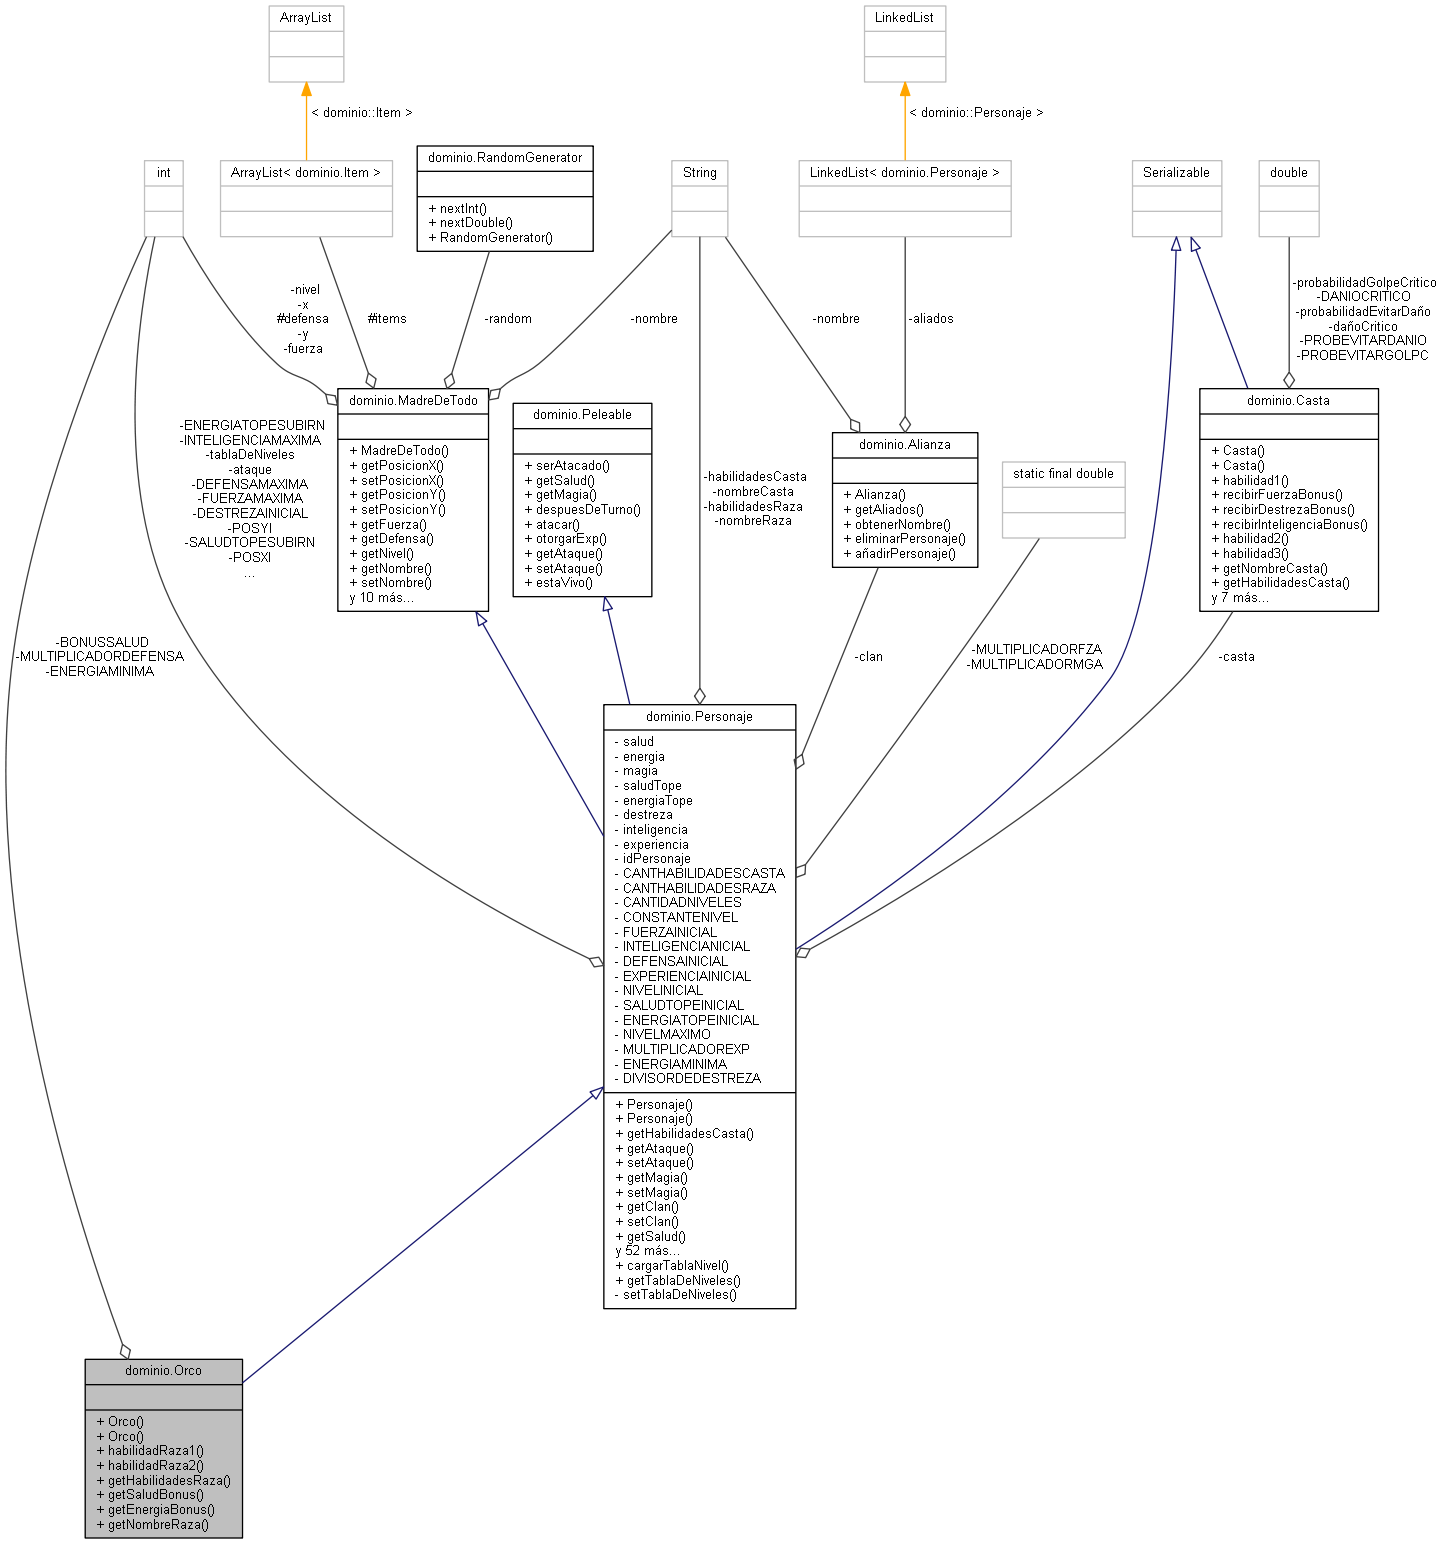 ArrayList
LinkedList
< dominio::Item >
< dominio::Personaje >
int
ArrayList< dominio.Item >
dominio.RandomGenerator
+ nextInt()
+ nextDouble()
+ RandomGenerator()
String
LinkedList< dominio.Personaje >
Serializable
double
-nivel
-x
#defensa
-y
-fuerza
#items
-random
-nombre
-nombre
-aliados
-probabilidadGolpeCritico
-DANIOCRITICO
-probabilidadEvitarDaño
-dañoCritico
-PROBEVITARDANIO
-PROBEVITARGOLPC
dominio.MadreDeTodo
+ MadreDeTodo()
+ getPosicionX()
+ setPosicionX()
+ getPosicionY()
+ setPosicionY()
+ getFuerza()
+ getDefensa()
+ getNivel()
+ getNombre()
+ setNombre()
y 10 más...
dominio.Peleable
+ serAtacado()
+ getSalud()
+ getMagia()
+ despuesDeTurno()
+ atacar()
+ otorgarExp()
+ getAtaque()
+ setAtaque()
+ estaVivo()
dominio.Alianza
+ Alianza()
+ getAliados()
+ obtenerNombre()
+ eliminarPersonaje()
+ añadirPersonaje()
static final double
dominio.Casta
+ Casta()
+ Casta()
+ habilidad1()
+ recibirFuerzaBonus()
+ recibirDestrezaBonus()
+ recibirInteligenciaBonus()
+ habilidad2()
+ habilidad3()
+ getNombreCasta()
+ getHabilidadesCasta()
y 7 más...
-ENERGIATOPESUBIRN
-INTELIGENCIAMAXIMA
-tablaDeNiveles
-ataque
-DEFENSAMAXIMA
-FUERZAMAXIMA
-DESTREZAINICIAL
-POSYI
-SALUDTOPESUBIRN
-POSXI
...
-habilidadesCasta
-nombreCasta
-habilidadesRaza
-nombreRaza
-BONUSSALUD
-MULTIPLICADORDEFENSA
-ENERGIAMINIMA
-clan
-MULTIPLICADORFZA
-MULTIPLICADORMGA
-casta
dominio.Personaje
- salud
- energia
- magia
- saludTope
- energiaTope
- destreza
- inteligencia
- experiencia
- idPersonaje
- CANTHABILIDADESCASTA
- CANTHABILIDADESRAZA
- CANTIDADNIVELES
- CONSTANTENIVEL
- FUERZAINICIAL
- INTELIGENCIANICIAL
- DEFENSAINICIAL
- EXPERIENCIAINICIAL
- NIVELINICIAL
- SALUDTOPEINICIAL
- ENERGIATOPEINICIAL
- NIVELMAXIMO
- MULTIPLICADOREXP
- ENERGIAMINIMA
- DIVISORDEDESTREZA
+ Personaje()
+ Personaje()
+ getHabilidadesCasta()
+ getAtaque()
+ setAtaque()
+ getMagia()
+ setMagia()
+ getClan()
+ setClan()
+ getSalud()
y 52 más...
+ cargarTablaNivel()
+ getTablaDeNiveles()
- setTablaDeNiveles()
dominio.Orco
+ Orco()
+ Orco()
+ habilidadRaza1()
+ habilidadRaza2()
+ getHabilidadesRaza()
+ getSaludBonus()
+ getEnergiaBonus()
+ getNombreRaza()